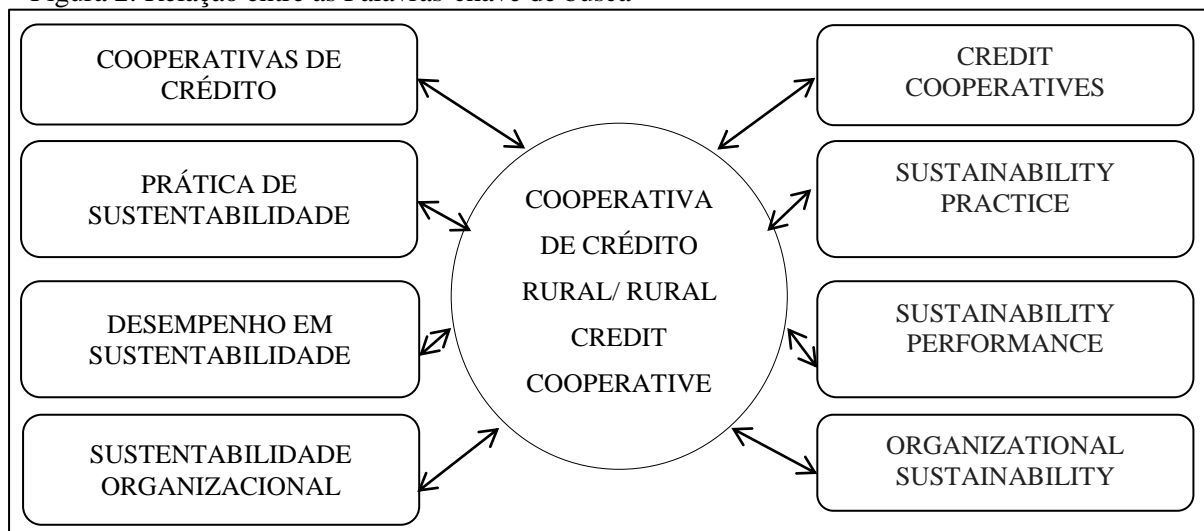 Figura 2: Relação entre as Palavras-chave de busca
COOPERATIVAS DE
CRÉDITO
PRÁTICA DE
SUSTENTABILIDADE
DESEMPENHO EM
SUSTENTABILIDADE
SUSTENTABILIDADE
ORGANIZACIONAL
COOPERATIVA
DE CRÉDITO
RURAL/ RURAL
CREDIT
COOPERATIVE
CREDIT
COOPERATIVES
SUSTAINABILITY
PRACTICE
SUSTAINABILITY
PERFORMANCE
ORGANIZATIONAL
SUSTAINABILITY